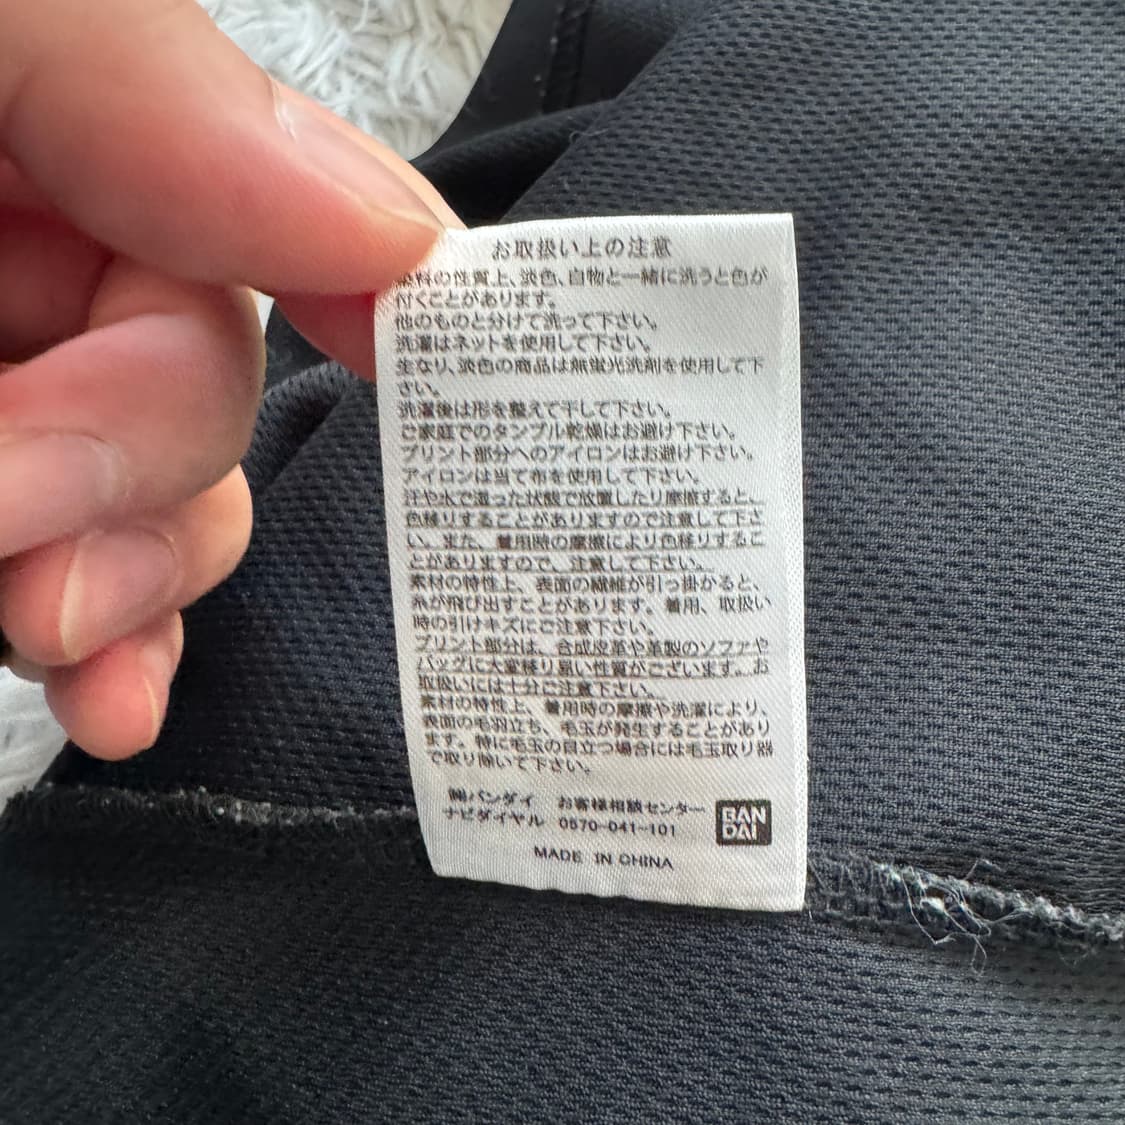 お取扱い上の注意
染料の性質上、淡色、白物と一緒に洗うと色が
付くことがあります。
他のものと分けて洗って下さい。
洗濯はネットを使用して下さい。
生なり、淡色の商品は無蛍光洗剤を使用して下
さい。
洗濯後は形を整えて干して下さい。
ご家庭でのタンブル乾燥はお避け下さい。
プリント部分へのアイロンはお避け下さい。
アイロンは当て布を使用して下さい。
汗や水で湿った状態で放置したり摩擦すると、
色移りすることがありますので注意して下さ
い。また、着用時の摩擦により色移りするこ
とがありますので、注意して下さい。
素材の特性上、表面の繊維が引っ掛かると、
糸が飛び出すことがあります。着用、取扱い
時の引けキズにご注意下さい。
プリント部分は、合成皮革や革製のソファや
バッグに大変移り易い性質がございます。お
取扱いには十分ご注意下さい。
素材の特性上、着用時の摩擦や洗濯により、
表面の毛羽立ち、毛玉が発生することがあり
ます。特に毛玉の目立つ場合には毛玉取り器
で取り除いて下さい。
㈱バンダイ お客様相談センター
ナビダイヤル 0570-041-101
BAN
DAI
MADE IN CHINA